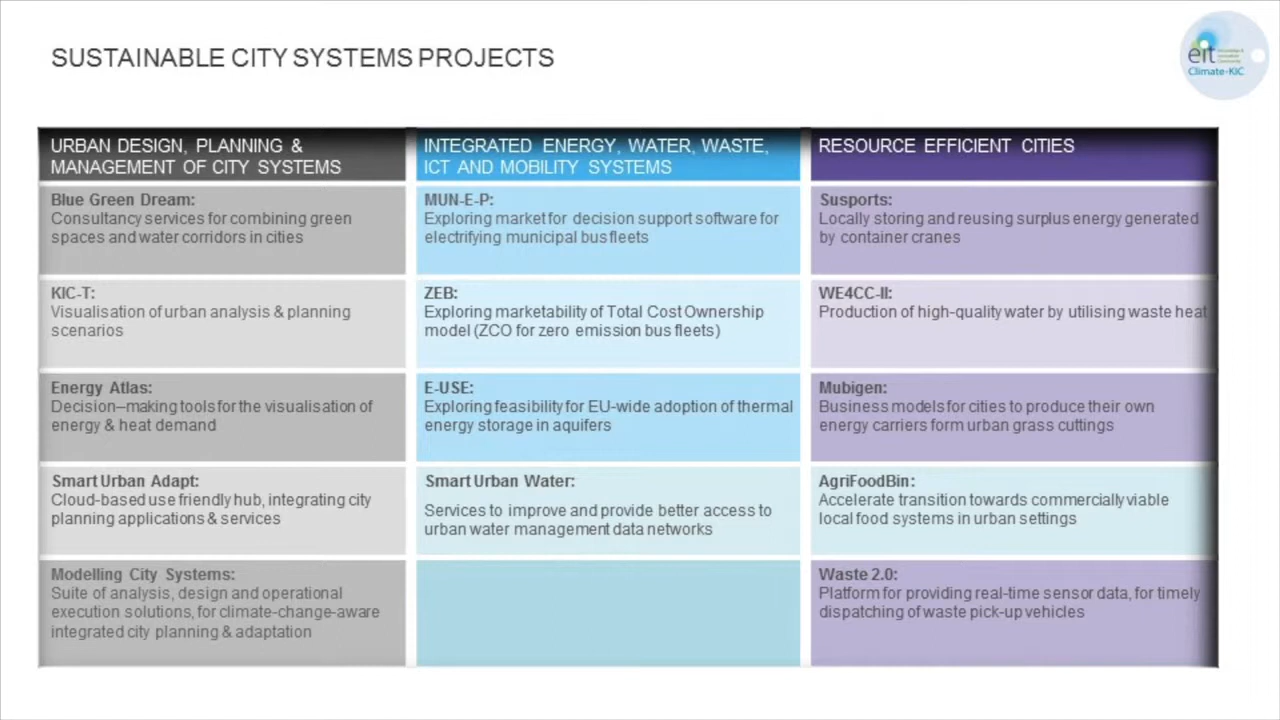 SUSTAINABLE CITY SYSTEMS PROJECTS
eit
Climate-KIC
URBAN DESIGN, PLANNING &
MANAGEMENT OF CITY SYSTEMS
INTEGRATED ENERGY, WATER, WASTE,
ICT AND MOBILITY SYSTEMS
RESOURCE EFFICIENT CITIES
Blue Green Dream:
Consultancy services for combining green
spaces and water corridors in cities
MUN-E-P:
Exploring market for decision support software for
electrifying municipal bus fleets
Susports:
Locally storing and reusing surplus energy generated
by container cranes
KIC-T:
Visualisation of urban analysis & planning
scenarios
ZEB:
Exploring marketability of Total Cost Ownership
model (ZCO for zero emission bus fleets)
WE4CC-II:
Production of high-quality water by utilising waste heat
Energy Atlas:
Decision–making tools for the visualisation of
energy & heat demand
E-USE:
Exploring feasibility for EU-wide adoption of thermal
energy storage in aquifers
Mubigen:
Business models for cities to produce their own
energy carriers form urban grass cuttings
Smart Urban Adapt:
Cloud-based use friendly hub, integrating city
planning applications & services
Smart Urban Water:
Services to improve and provide better access to
urban water management data networks
AgriFoodBin:
Accelerate transition towards commercially viable
local food systems in urban settings
Modelling City Systems:
Suite of analysis, design and operational
execution solutions, for climate-change-aware
integrated city planning & adaptation
Waste 2.0:
Platform for providing real-time sensor data, for timely
dispatching of waste pick-up vehicles